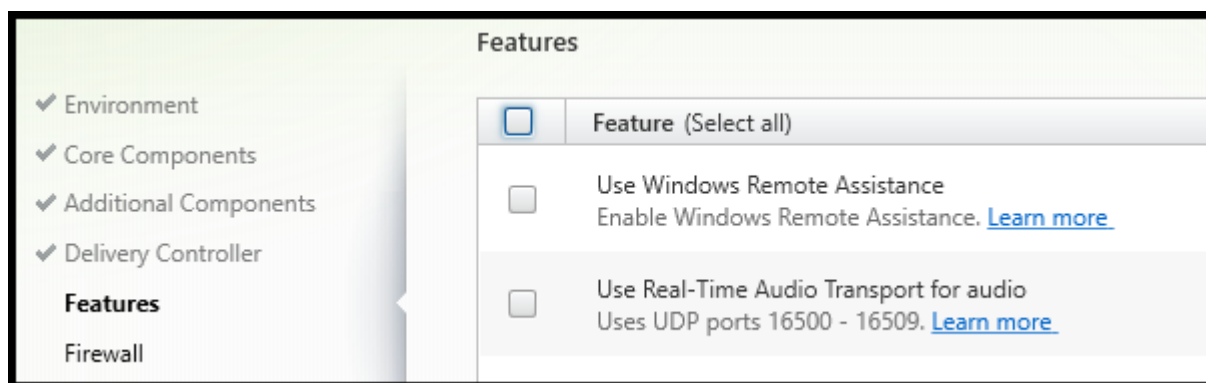 Features
Environment
Core Components
Additional Components
Delivery Controller
Features
Firewall
Feature (Select all)
Use Windows Remote Assistance
Enable Windows Remote Assistance. Learn more
Use Real-Time Audio Transport for audio
Uses UDP ports 16500 - 16509. Learn more